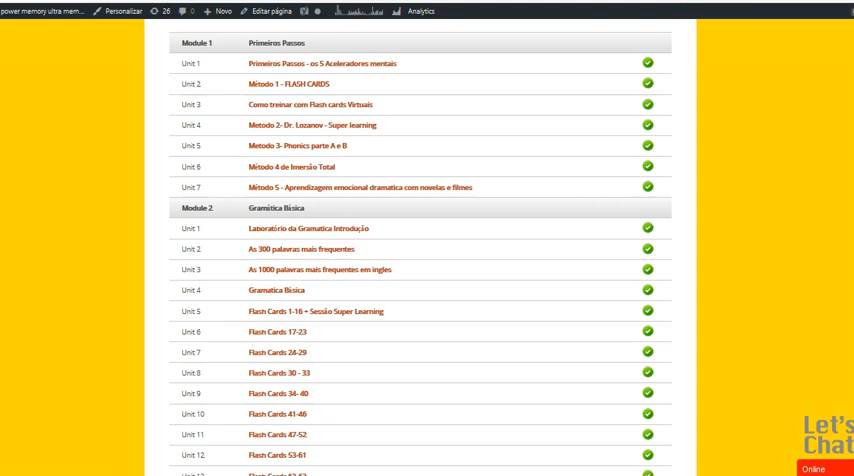 power memory ultra mem... Personalizar 26 0 Novo Editar página Analytics
Module 1 Primeiros Passos
Unit 1 Primeiros Passos - os 5 Aceleradores mentais
Unit 2 Método 1 - FLASH CARDS
Unit 3 Como treinar com Flash cards Virtuais
Unit 4 Metodo 2- Dr. Lozanov - Super learning
Unit 5 Metodo 3- Phonics parte A e B
Unit 6 Método 4 de Imersão Total
Unit 7 Método 5 - Aprendizagem emocional dramatica com novelas e filmes
Module 2 Gramática Básica
Unit 1 Laboratório da Gramatica Introdução
Unit 2 As 300 palavras mais frequentes
Unit 3 As 1000 palavras mais frequentes em ingles
Unit 4 Gramatica Básica
Unit 5 Flash Cards 1-16 + Sessão Super Learning
Unit 6 Flash Cards 17-23
Unit 7 Flash Cards 24-29
Unit 8 Flash Cards 30 - 33
Unit 9 Flash Cards 34- 40
Unit 10 Flash Cards 41-46
Unit 11 Flash Cards 47-52
Unit 12 Flash Cards 53-61
Let's
Chat
Online